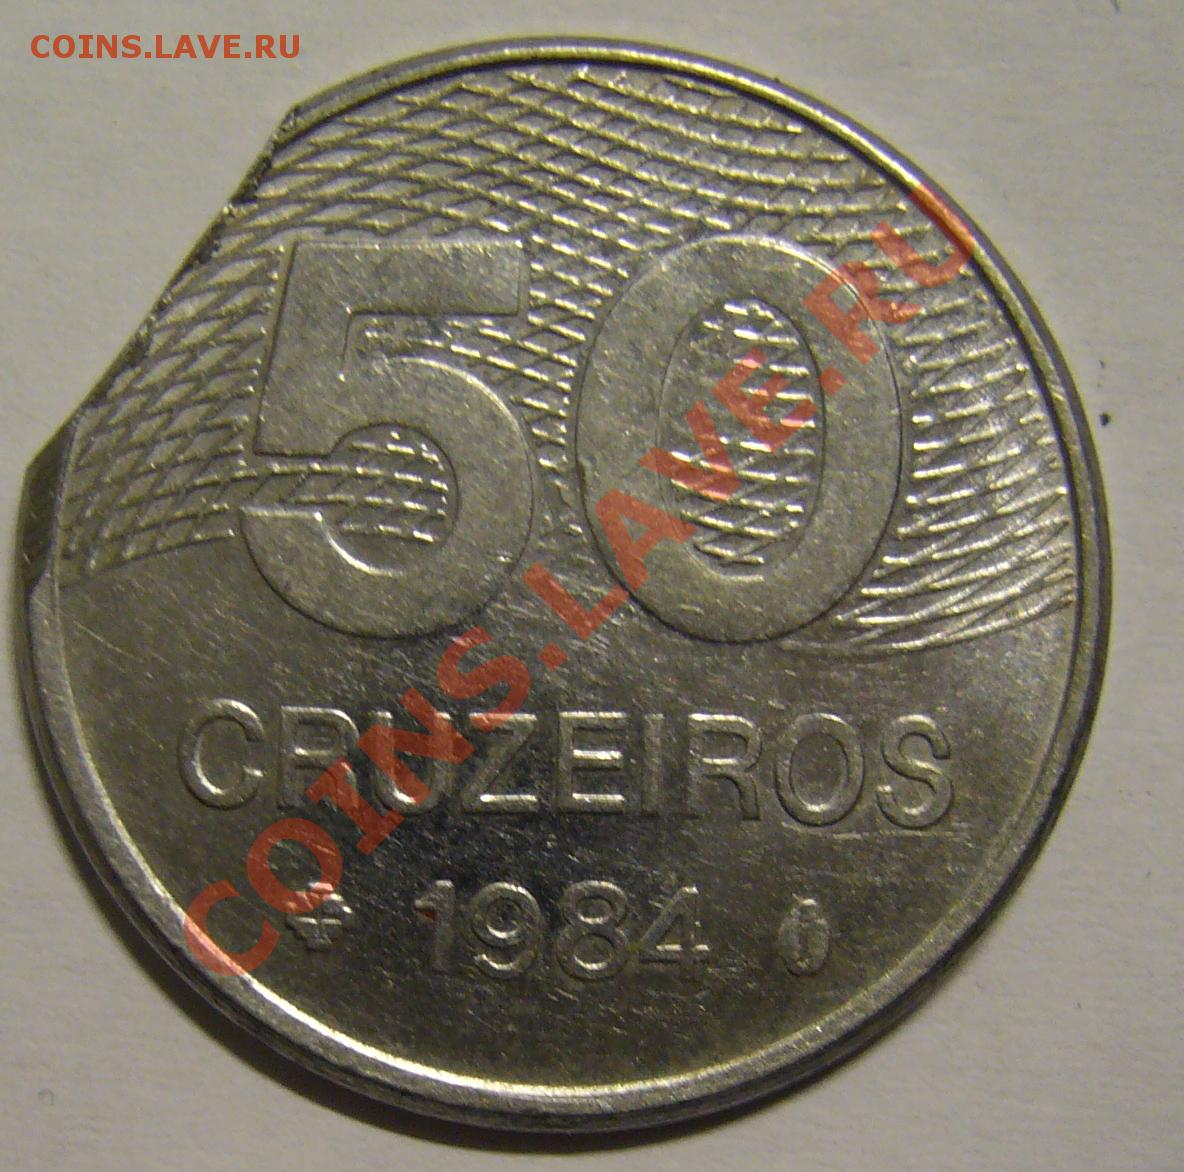 COINS.LAVE.RU
50
CRUZEIROS
1984
COINS.LAVE.RU